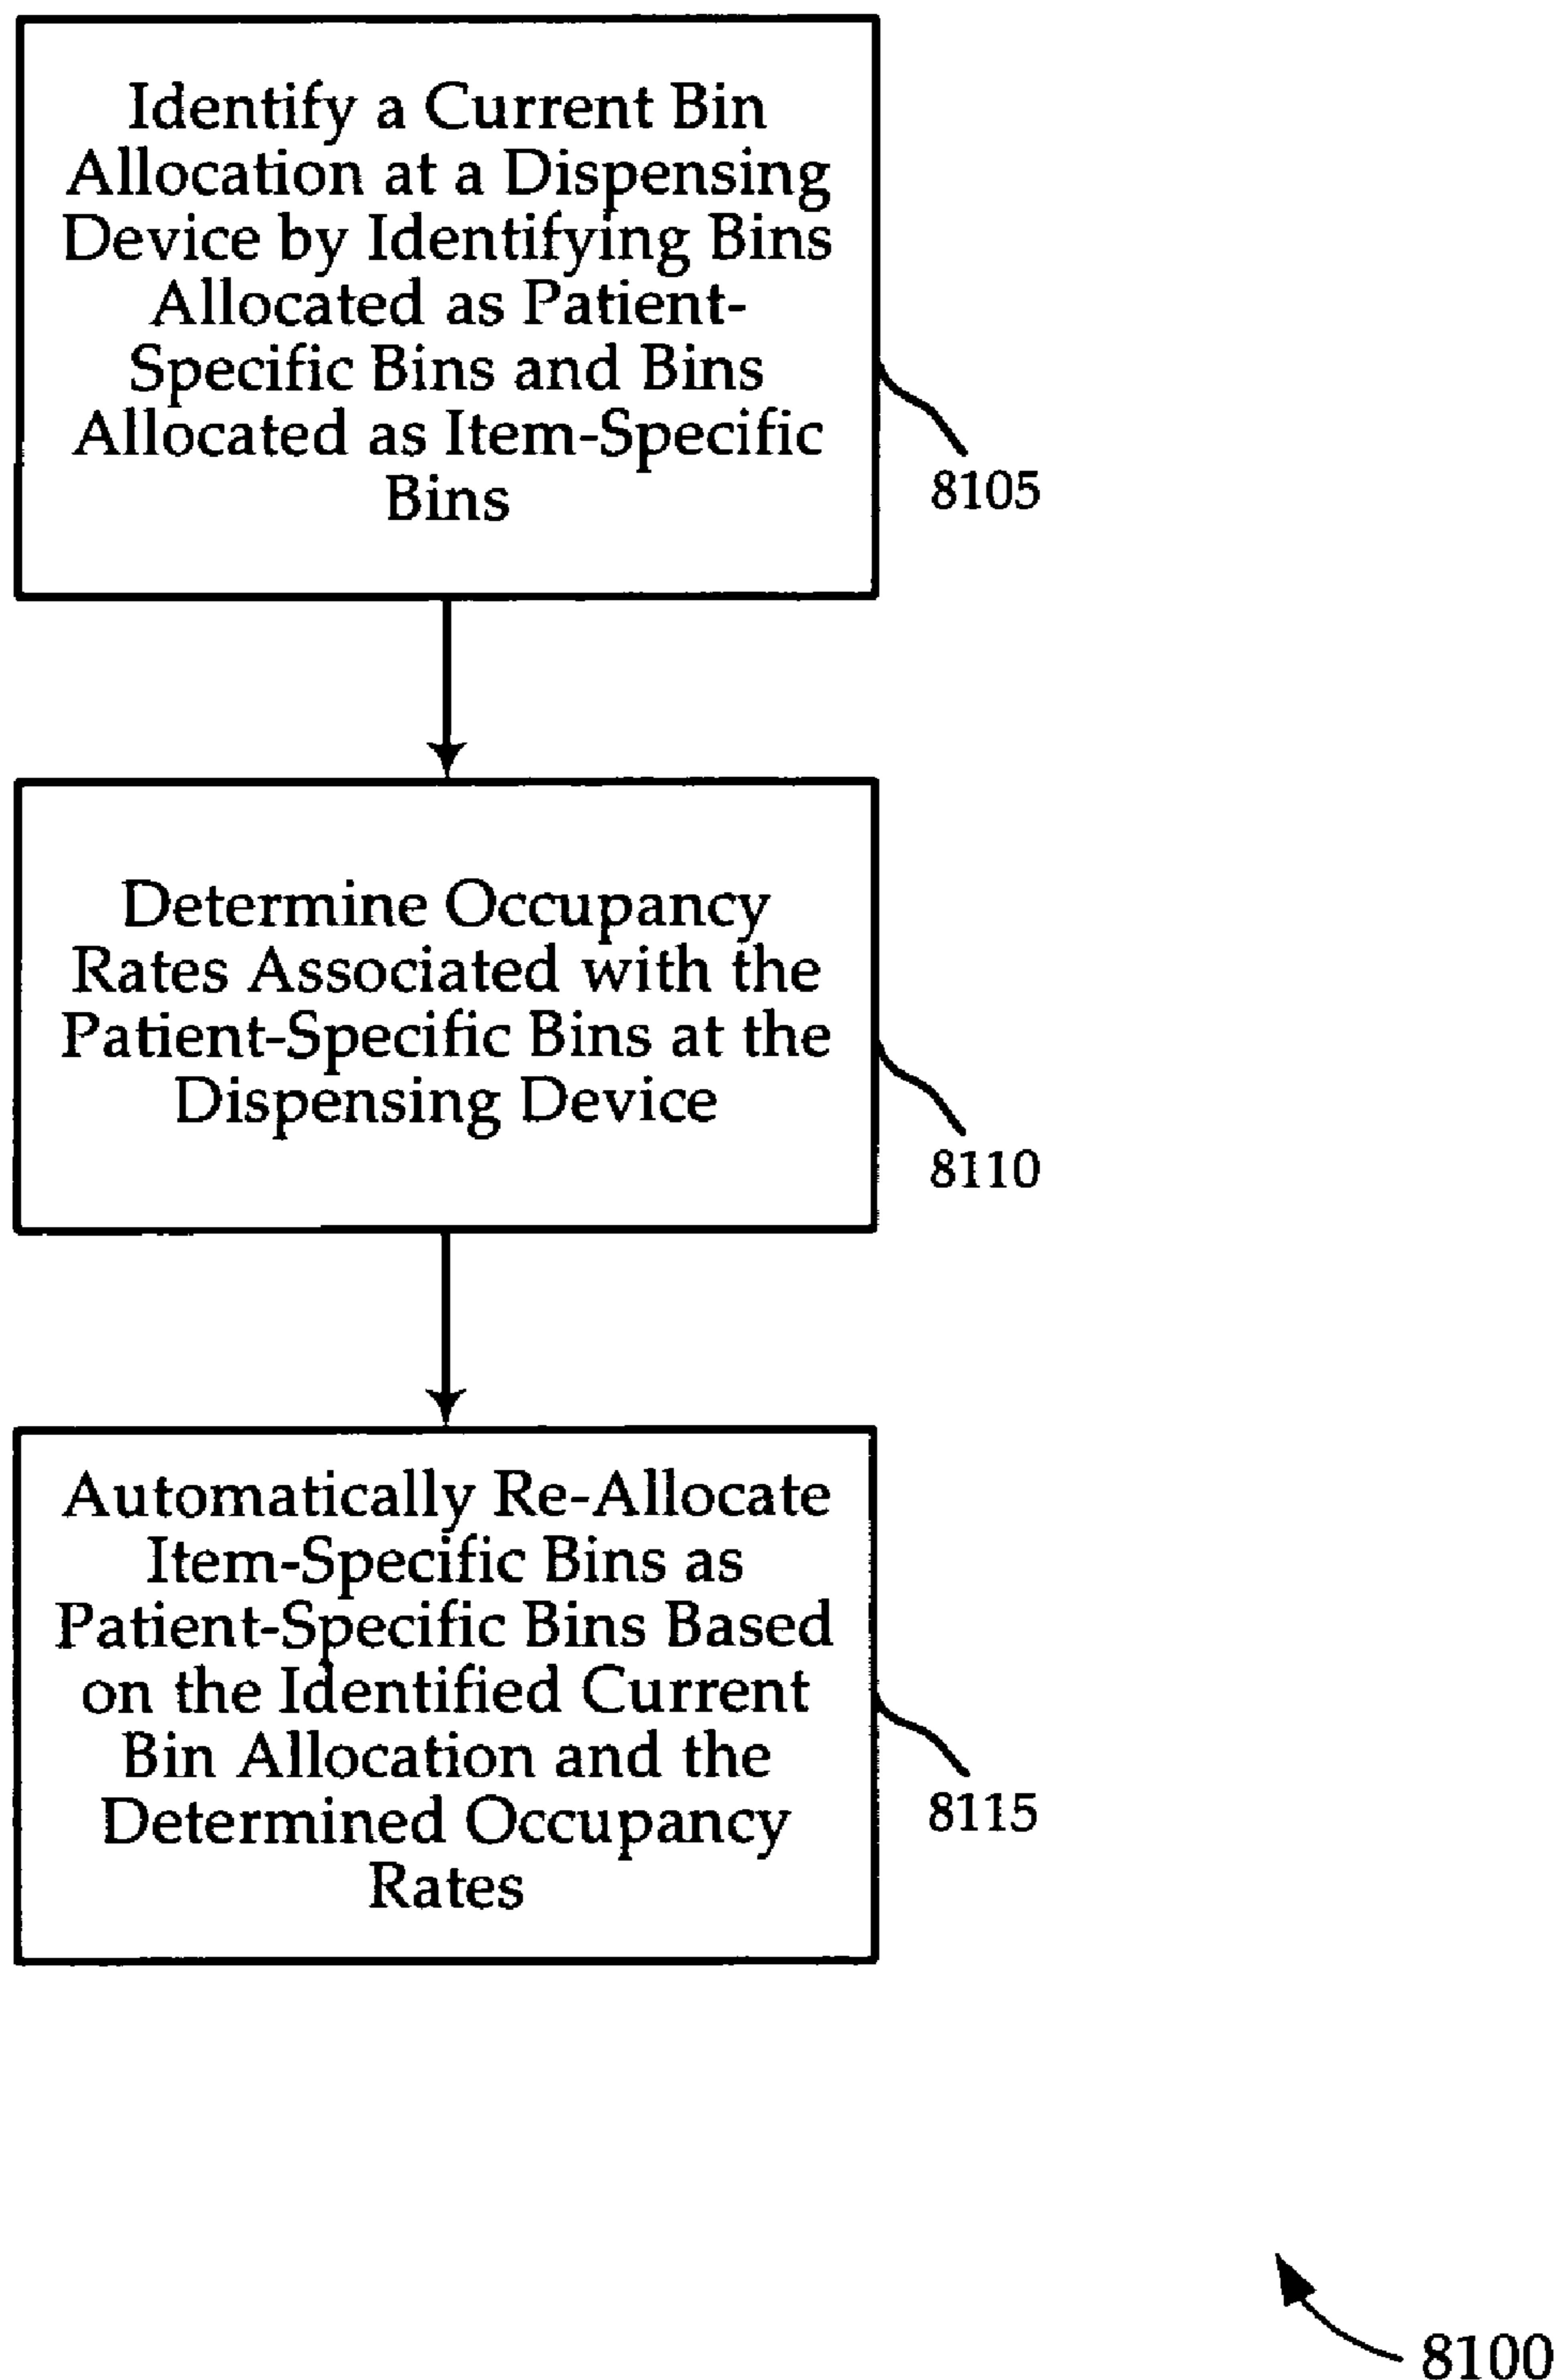 Identify a Current Bin
Allocation at a Dispensing
Device by Identifying Bins
Allocated as Patient-
Specific Bins and Bins
Allocated as Item-Specific
Bins
8105
Determine Occupancy
Rates Associated with the
Patient-Specific Bins at the
Dispensing Device
8110
Automatically Re-Allocate
Item-Specific Bins as
Patient-Specific Bins Based
on the Identified Current
Bin Allocation and the
Determined Occupancy
Rates
8115
8100